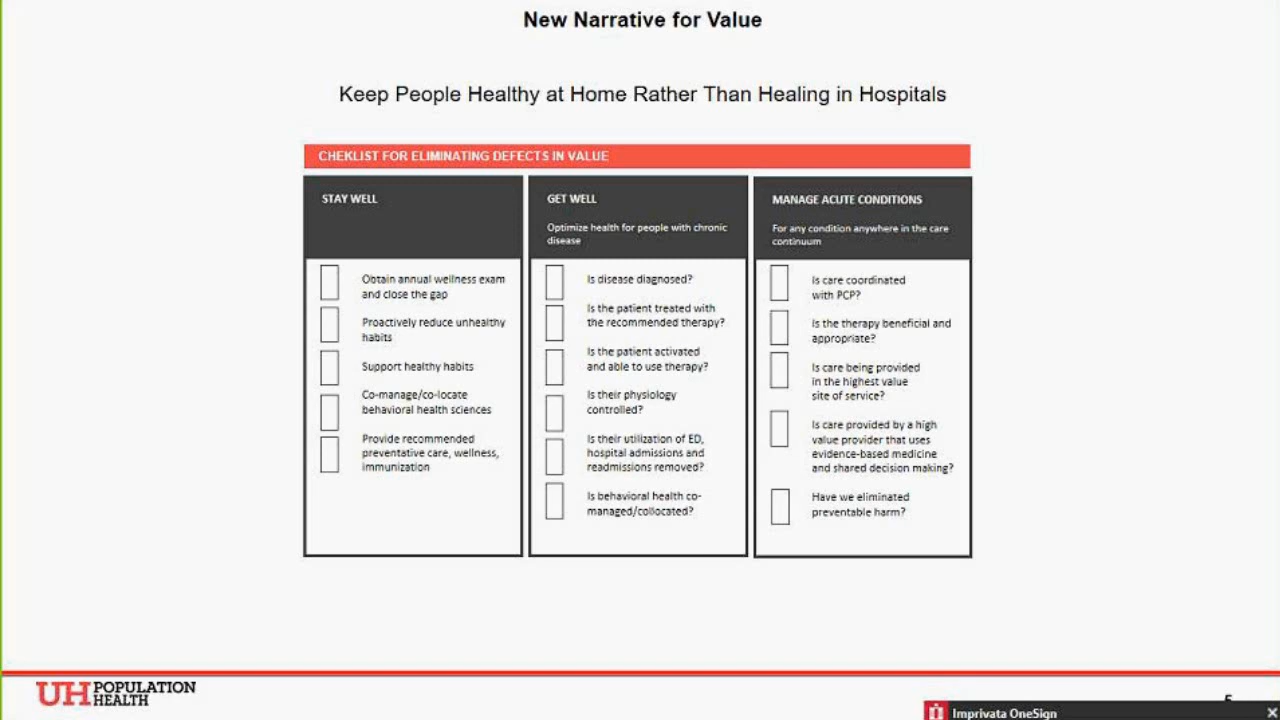 New Narrative for Value
Keep People Healthy at Home Rather Than Healing in Hospitals
CHEKLIST FOR ELIMINATING DEFECTS IN VALUE
STAY WELL
Obtain annual wellness exam
and close the gap
Proactively reduce unhealthy
habits
Support healthy habits
Co-manage/co-locate
behavioral health sciences
Provide recommended
preventative care, wellness,
immunization
GET WELL
Optimize health for people with chronic
disease
Is disease diagnosed?
Is the patient treated with
the recommended therapy?
Is the patient activated
and able to use therapy?
Is their physiology
controlled?
Is their utilization of ED,
hospital admissions and
readmissions removed?
Is behavioral health co-
managed/collocated?
MANAGE ACUTE CONDITIONS
For any condition anywhere in the care
continuum
Is care coordinated
with PCP?
Is the therapy beneficial and
appropriate?
Is care being provided
in the highest value
site of service?
Is care provided by a high
value provider that uses
evidence-based medicine
and shared decision making?
Have we eliminated
preventable harm?
UH POPULATION
HEALTH
Imprivata OneSign